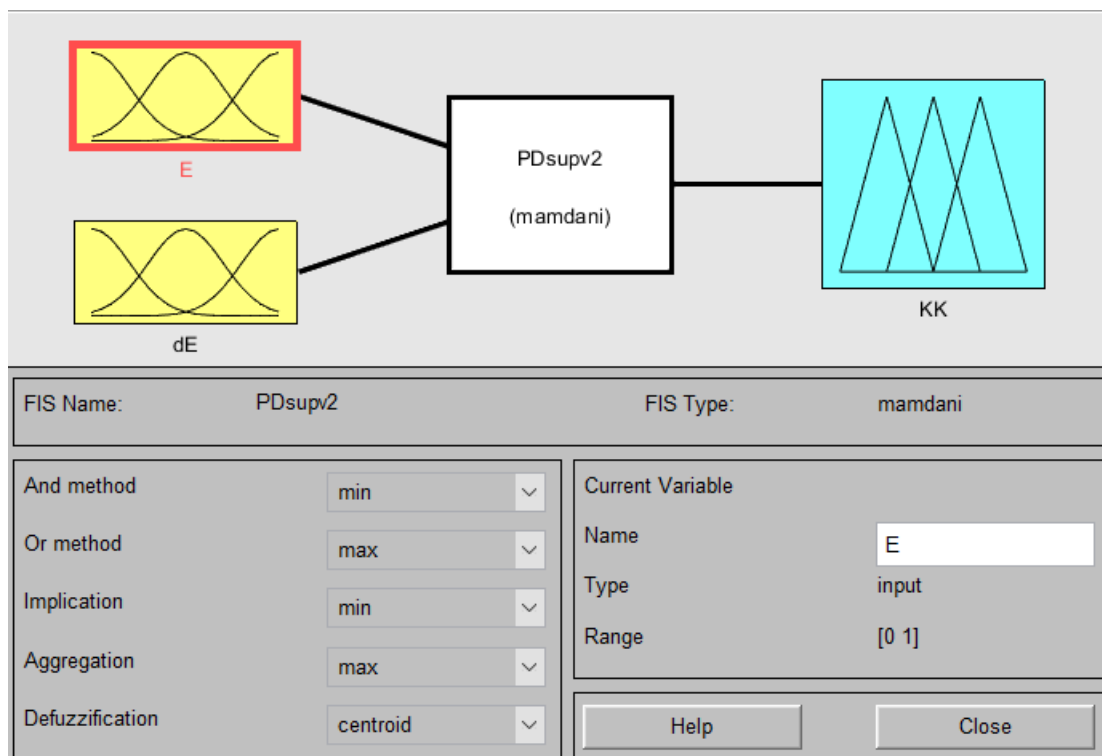 E
dE
PDsupv2
(mamdani)
KK
FIS Name: PDsupv2 FIS Type: mamdani
And method min
Or method max
Implication min
Aggregation max
Defuzzification centroid
Current Variable
Name E
Type input
Range [0 1]
Help Close